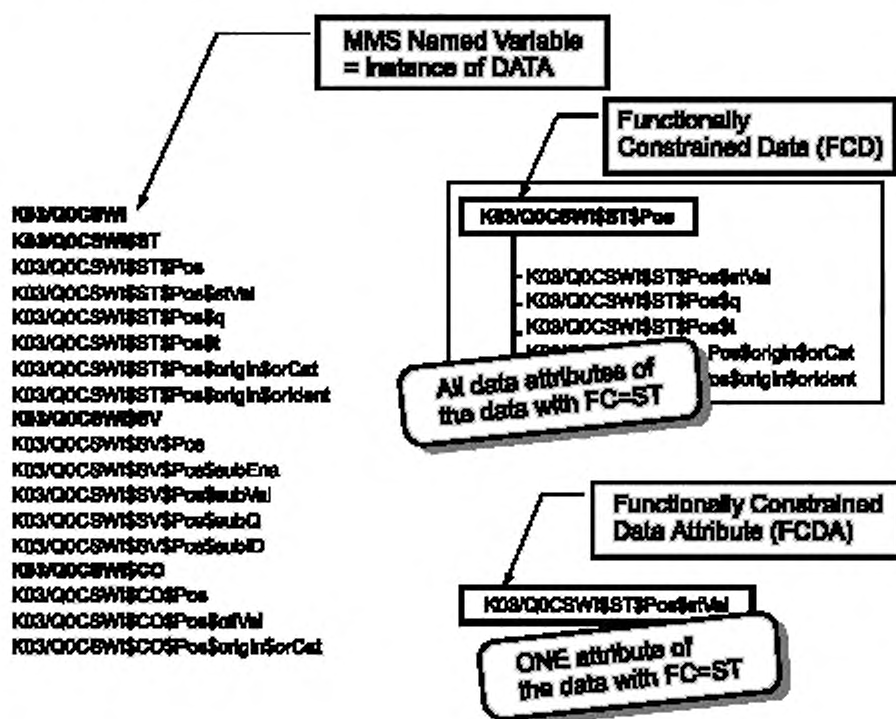 MMS Named Variable
= Instance of DATA
Functionally
Constrained Data (FCD)
K03/Q0CSWI
K03/Q0CSWI$ST
K03/Q0CSWI$ST$Pos
K03/Q0CSWI$ST$Pos$stVal
K03/Q0CSWI$ST$Pos$q
K03/Q0CSWI$ST$Pos$t
K03/Q0CSWI$ST$Pos$origin$orCat
K03/Q0CSWI$ST$Pos$origin$orIdent
K03/Q0CSWI$SV
K03/Q0CSWI$SV$Pos
K03/Q0CSWI$SV$Pos$subEna
K03/Q0CSWI$SV$Pos$subVal
K03/Q0CSWI$SV$Pos$subQ
K03/Q0CSWI$SV$Pos$subID
K03/Q0CSWI$CO
K03/Q0CSWI$CO$Pos
K03/Q0CSWI$CO$Pos$ctlVal
K03/Q0CSWI$CO$Pos$origin$orCat
K03/Q0CSWI$ST$Pos
K03/Q0CSWI$ST$Pos$stVal
K03/Q0CSWI$ST$Pos$q
K03/Q0CSWI$ST$Pos$t
Pos$origin$orCat
Pos$origin$orIdent
All data attributes of
the data with FC=ST
Functionally Constrained
Data Attribute (FCDA)
K03/Q0CSWI$ST$Pos$stVal
ONE attribute of
the data with FC=ST